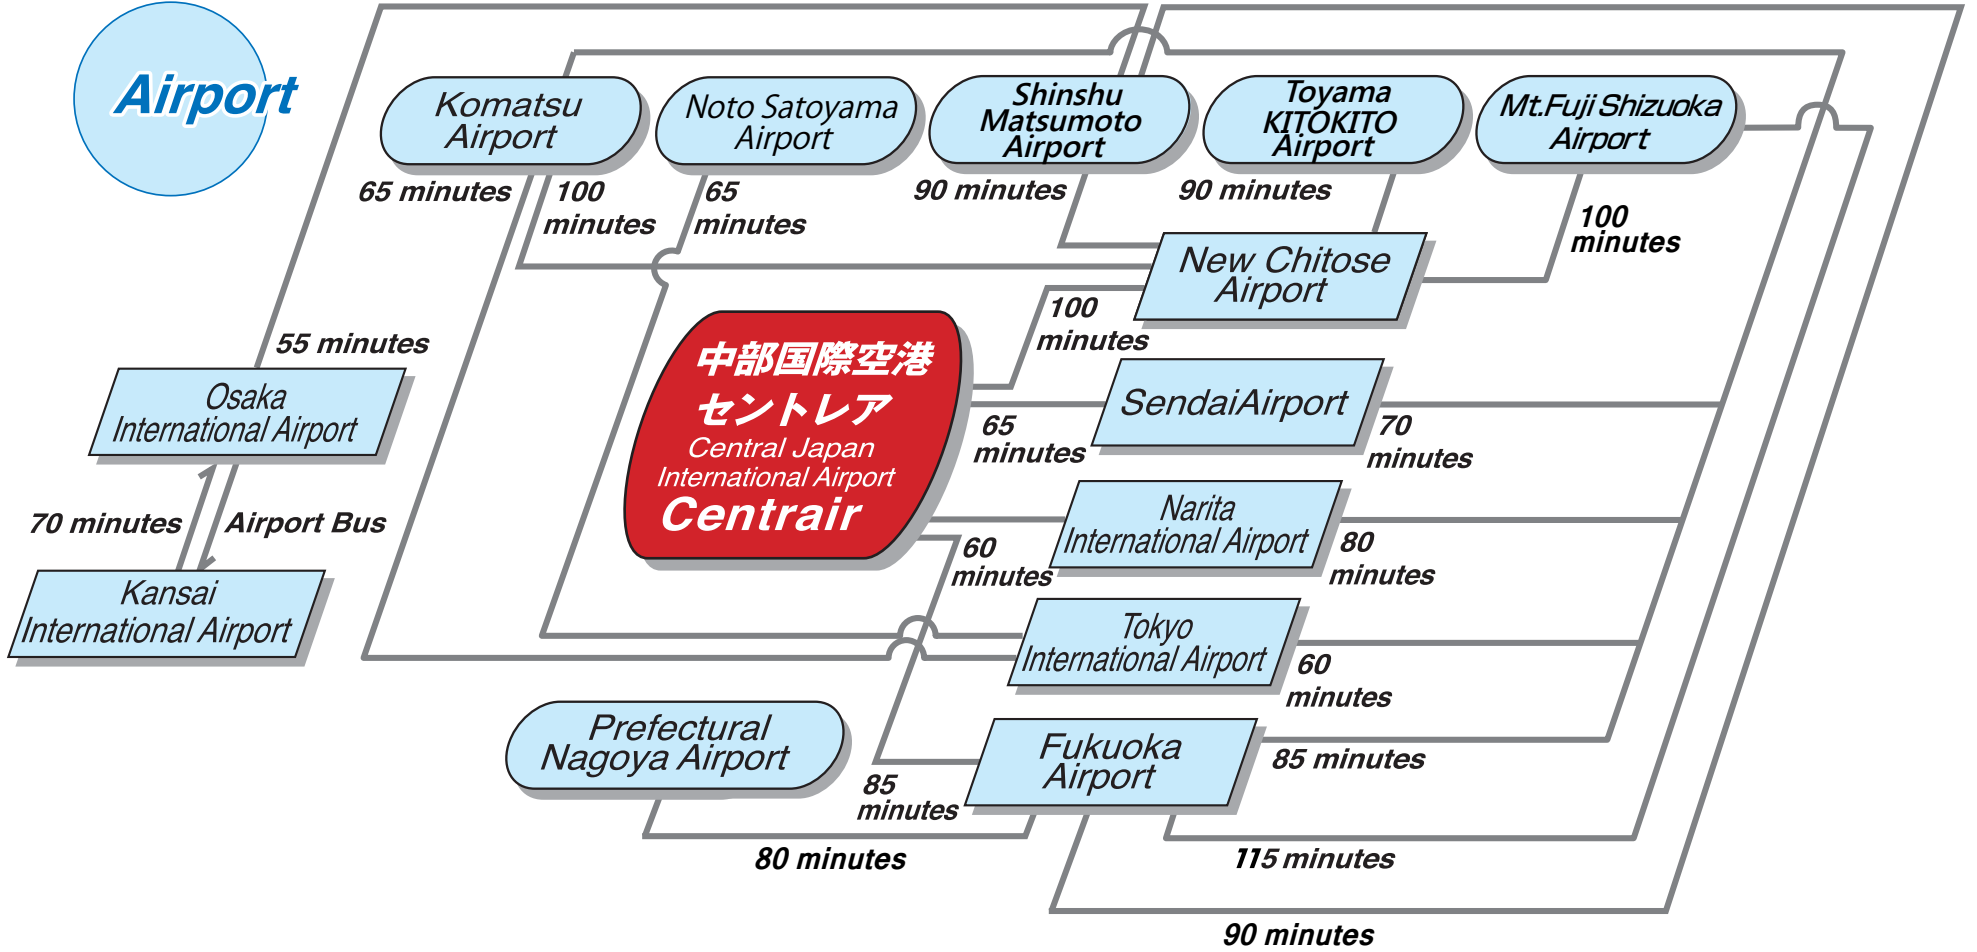 Airport
Komatsu
Airport
Noto Satoyama
Airport
Shinshu
Matsumoto
Airport
Toyama
KITOKITO
Airport
Mt.Fuji Shizuoka
Airport
65 minutes
100
minutes
65
minutes
90 minutes
90 minutes
100
minutes
New Chitose
Airport
100
minutes
55 minutes
Osaka
International Airport
中部国際空港
セントレア
Central Japan
International Airport
Centrair
SendaiAirport
65
minutes
70
minutes
70 minutes
Airport Bus
Narita
International Airport
60
minutes
80
minutes
Kansai
International Airport
Tokyo
International Airport
60
minutes
Prefectural
Nagoya Airport
Fukuoka
Airport
85
minutes
85 minutes
80 minutes
115 minutes
90 minutes